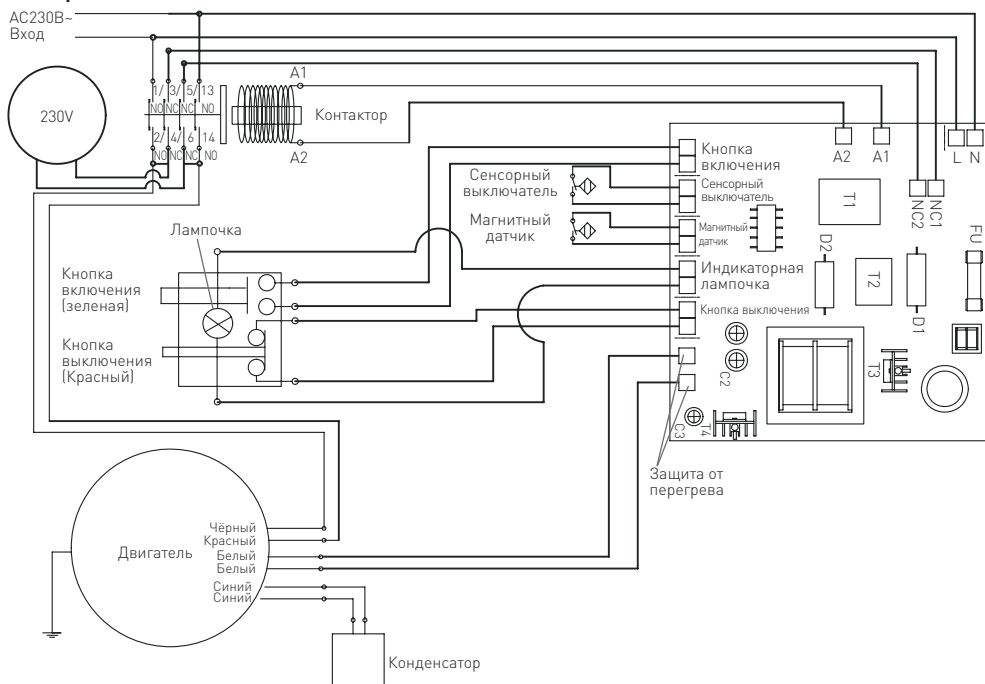 AC230В~
Вход
230V
1/ 3/ 5/ 13
NO NC NC NO
2/ 4/ 6 14
NO NC NC NO
A1
Контактор
A2
A2 A1
L N
NC2 NC1
Кнопка
включения
Сенсорный
выключатель
Сенсорный
выключатель
Магнитный
датчик
Магнитный
датчик
Индикаторная
лампочка
Кнопка выключения
T1
D2
T2
D1
FU
C2
T3
C3
T4
Лампочка
Кнопка
включения
(зеленая)
Кнопка
выключения
(Красный)
Защита от
перегрева
Двигатель
Чёрный
Красный
Белый
Белый
Синий
Синий
Конденсатор